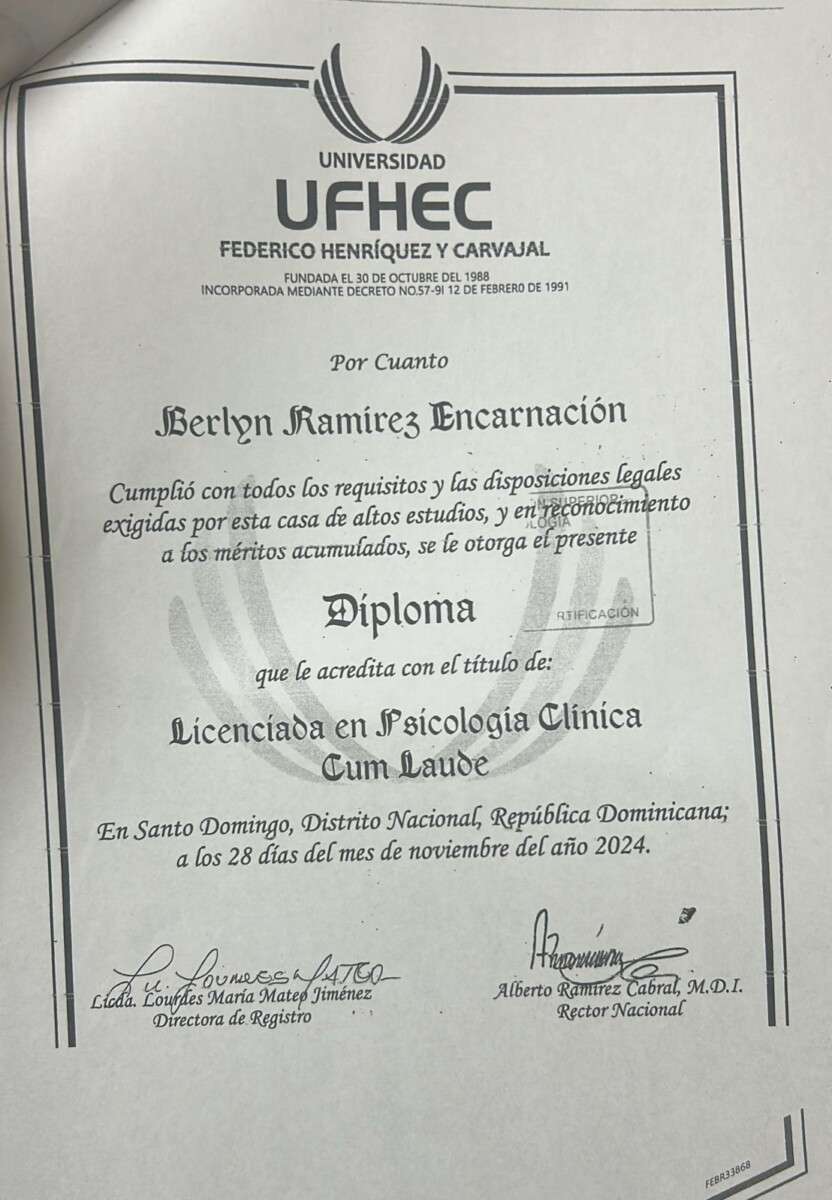 UNIVERSIDAD
UFHEC
FEDERICO HENRÍQUEZ Y CARVAJAL
FUNDADA EL 30 DE OCTUBRE DEL 1988
INCORPORADA MEDIANTE DECRETO NO.57-91 12 DE FEBRERO DE 1991
Por Cuanto
Berlyn Ramírez Encarnación
Cumplió con todos los requisitos y las disposiciones legales
exigidas por esta casa de altos estudios, y en reconocimiento
a los méritos acumulados, se le otorga el presente
N SUPERIOR
OLOGÍA
Diploma
RTIFICACIÓN
que le acredita con el título de:
Licenciada en Psicología Clínica
Cum Laude
En Santo Domingo, Distrito Nacional, República Dominicana;
a los 28 días del mes de noviembre del año 2024.
Licda. Lourdes María Mateo Jiménez
Directora de Registro
Alberto Ramírez Cabral, M.D.I.
Rector Nacional
FEBR33868